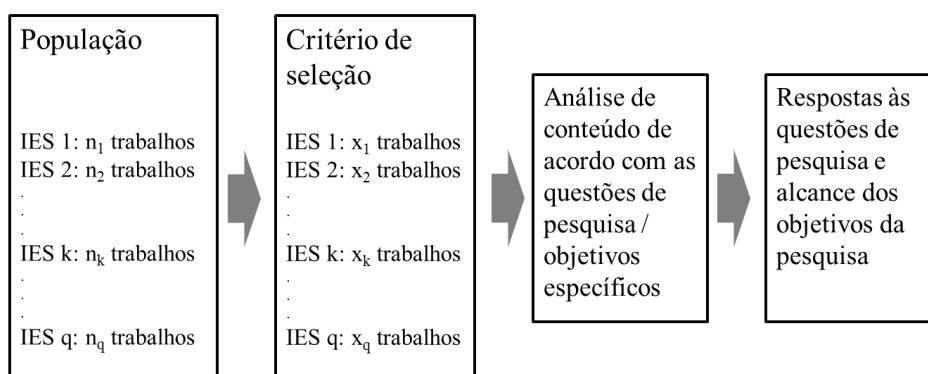 População
IES 1: n₁ trabalhos
IES 2: n₂ trabalhos
.
.
.
IES k: nₖ trabalhos
.
.
.
IES q: n_q trabalhos
Critério de
seleção
IES 1: x₁ trabalhos
IES 2: x₂ trabalhos
.
.
.
IES k: xₖ trabalhos
.
.
.
IES q: x_q trabalhos
Análise de
conteúdo de
acordo com as
questões de
pesquisa /
objetivos
específicos
Respostas às
questões de
pesquisa e
alcance dos
objetivos da
pesquisa